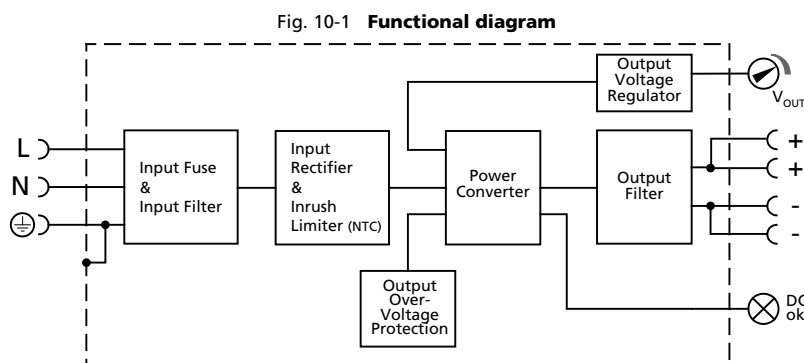 Fig. 10-1 Functional diagram
Output
Voltage
Regulator
V OUT
L
N
Input Fuse
&
Input Filter
Input
Rectifier
&
Inrush
Limiter (NTC)
Power
Converter
Output
Filter
+
+
-
-
Output
Over-
Voltage
Protection
DC
ok